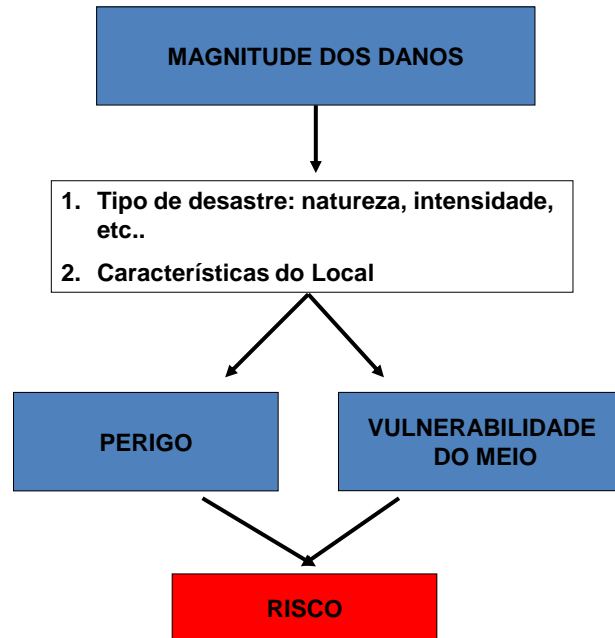 MAGNITUDE DOS DANOS
1. Tipo de desastre: natureza, intensidade,
etc..
2. Características do Local
PERIGO
VULNERABILIDADE
DO MEIO
RISCO